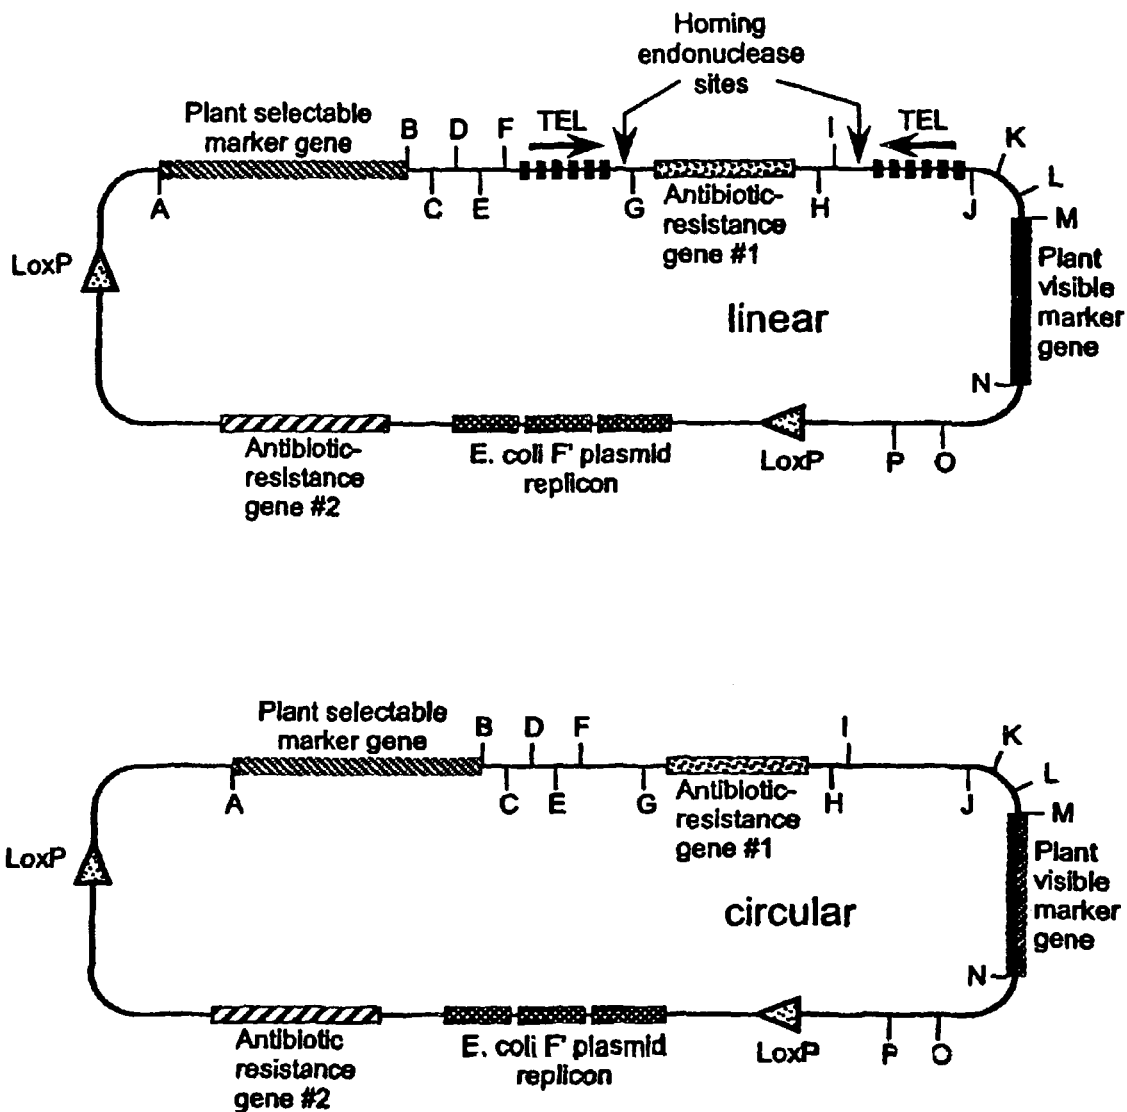 Homing
endonuclease
sites
Plant selectable
marker gene
B D F TEL I TEL K
L
A C E G Antibiotic-
resistance
gene #1 H J M
LoxP
Plant
visible
marker
gene
linear
N
Antibiotic-
resistance
gene #2
E. coli F' plasmid
replicon
LoxP P O
Plant selectable
marker gene
B D F I K
L
A C E G Antibiotic-
resistance
gene #1 H J M
LoxP
Plant
visible
marker
gene
circular
N
Antibiotic
resistance
gene #2
E. coli F' plasmid
replicon
LoxP P O